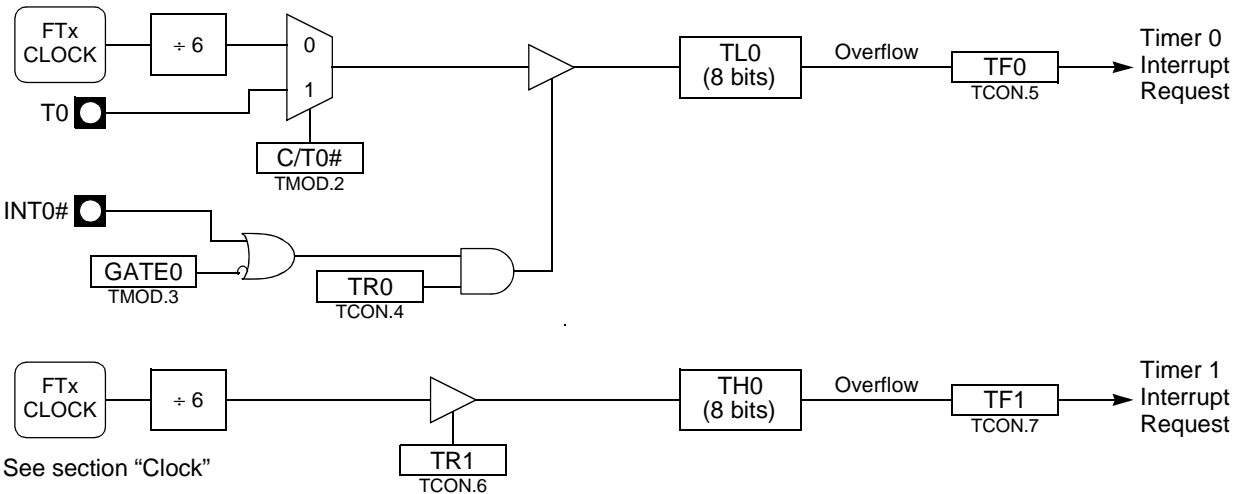 FTx
CLOCK
÷ 6
0
1
T0
C/T0#
TMOD.2
TL0
(8 bits)
Overflow
TF0
TCON.5
Timer 0
Interrupt
Request
INT0#
GATE0
TMOD.3
TR0
TCON.4
FTx
CLOCK
÷ 6
TR1
TCON.6
TH0
(8 bits)
Overflow
TF1
TCON.7
Timer 1
Interrupt
Request
See section “Clock”